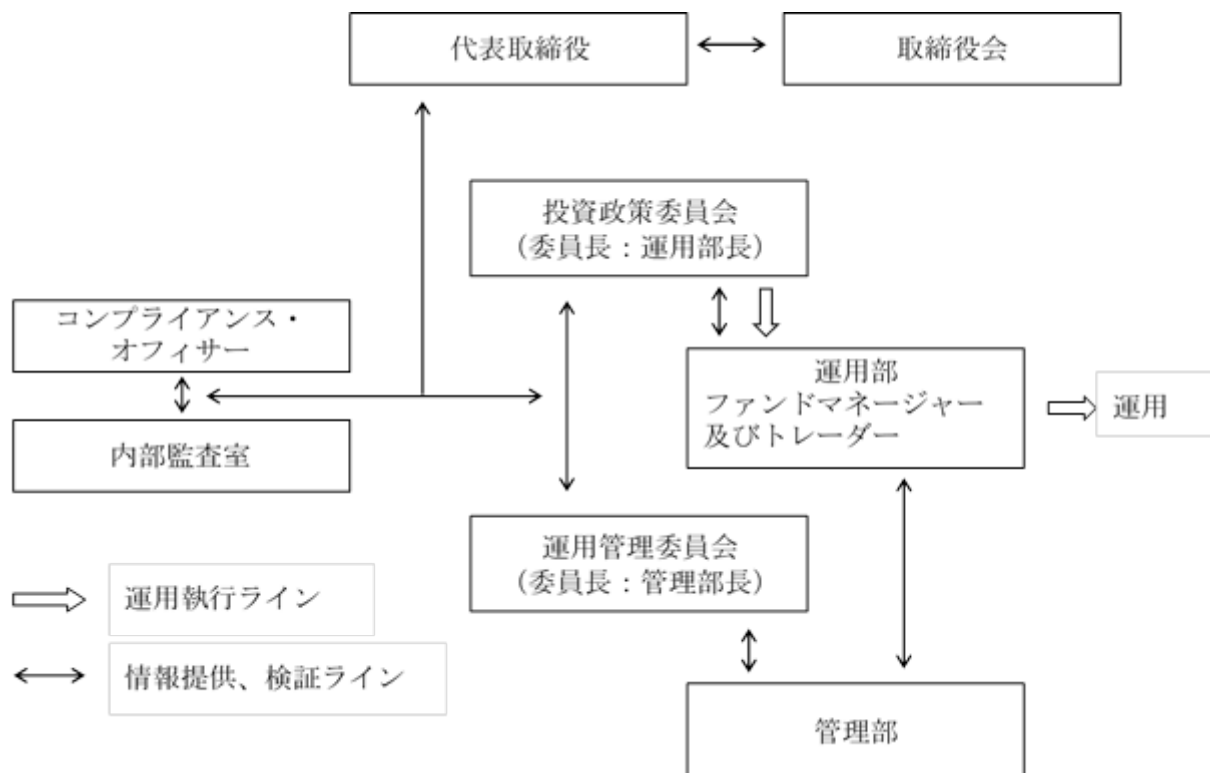 代表取締役
取締役会
投資政策委員会
（委員長：運用部長）
コンプライアンス・
オフィサー
運用部
ファンドマネージャー
及びトレーダー
運用
内部監査室
運用管理委員会
（委員長：管理部長）
運用執行ライン
情報提供、検証ライン
管理部